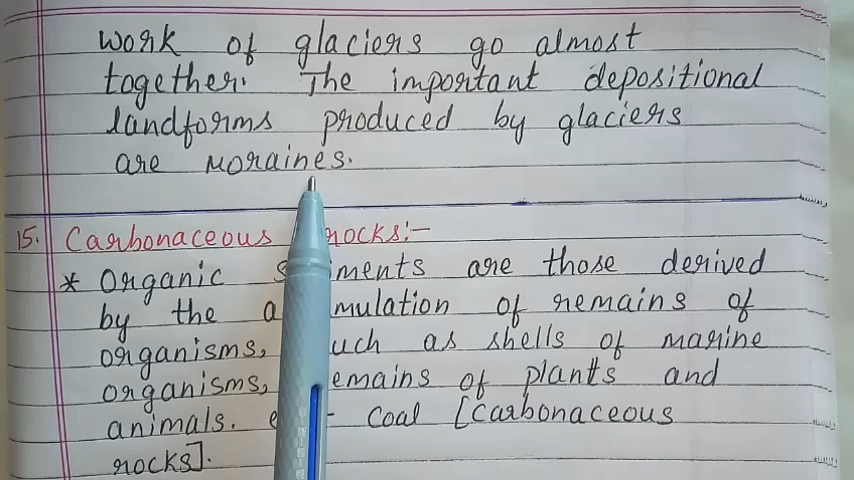 work of glaciers go almost
together. The important depositional
landforms produced by glaciers
are moraines.
15. Carbonaceous rocks:-
* Organic ments are those derived
by the mulation of remains of
organisms, uch as shells of marine
organisms, emains of plants and
animals. - coal [carbonaceous
rocks].